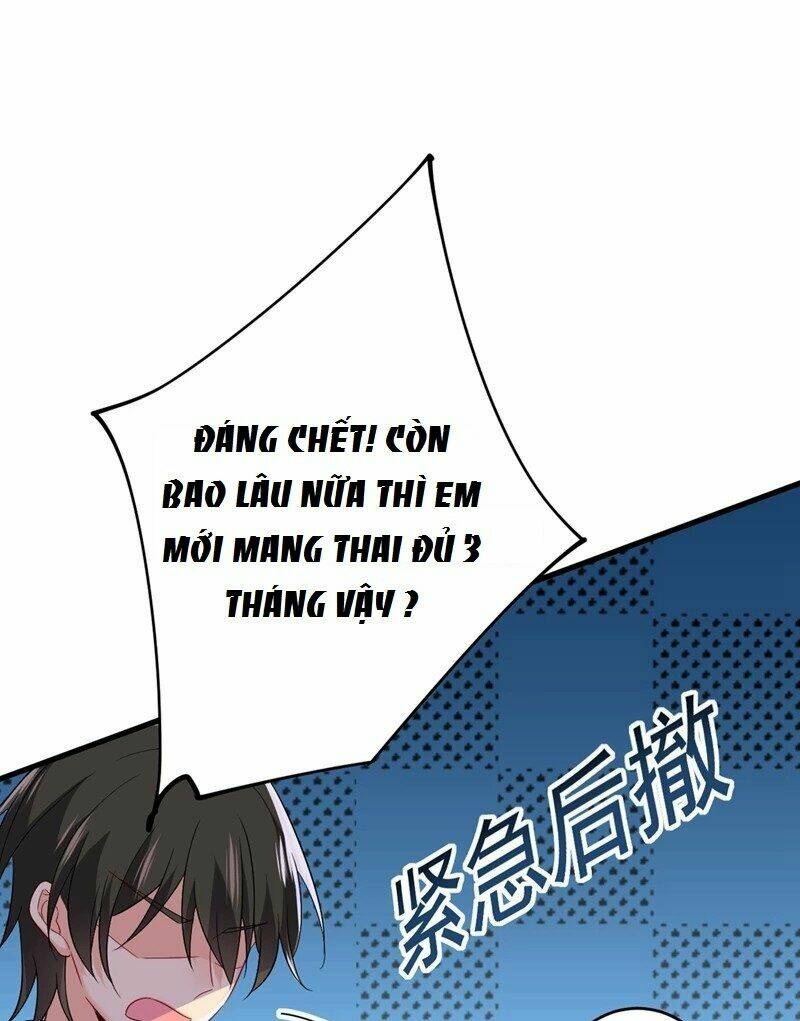 ĐÁNG CHẾT! CÒN
BAO LÂU NỮA THÌ EM
MỚI MANG THAI ĐỦ 3
THÁNG VẬY ?
紧急后撤